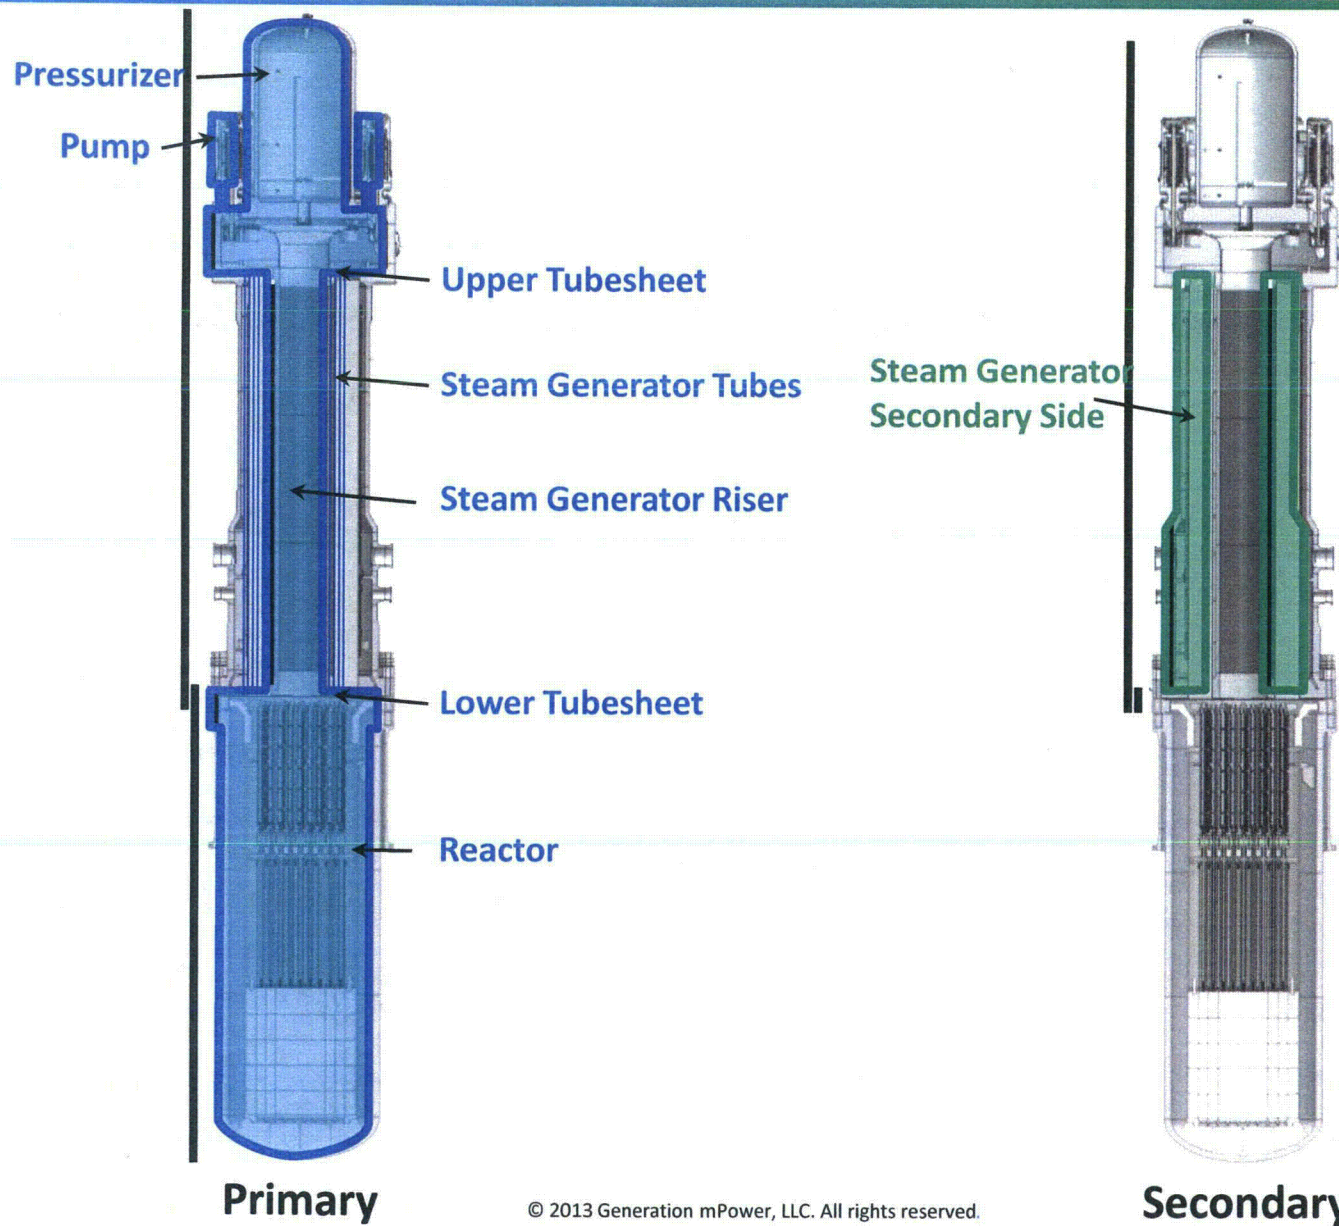 Pressurizer
Pump
Upper Tubesheet
Steam Generator Tubes
Steam Generator Riser
Lower Tubesheet
Reactor
Primary
Steam Generator
Secondary Side
© 2013 Generation mPower, LLC. All rights reserved.
Secondary